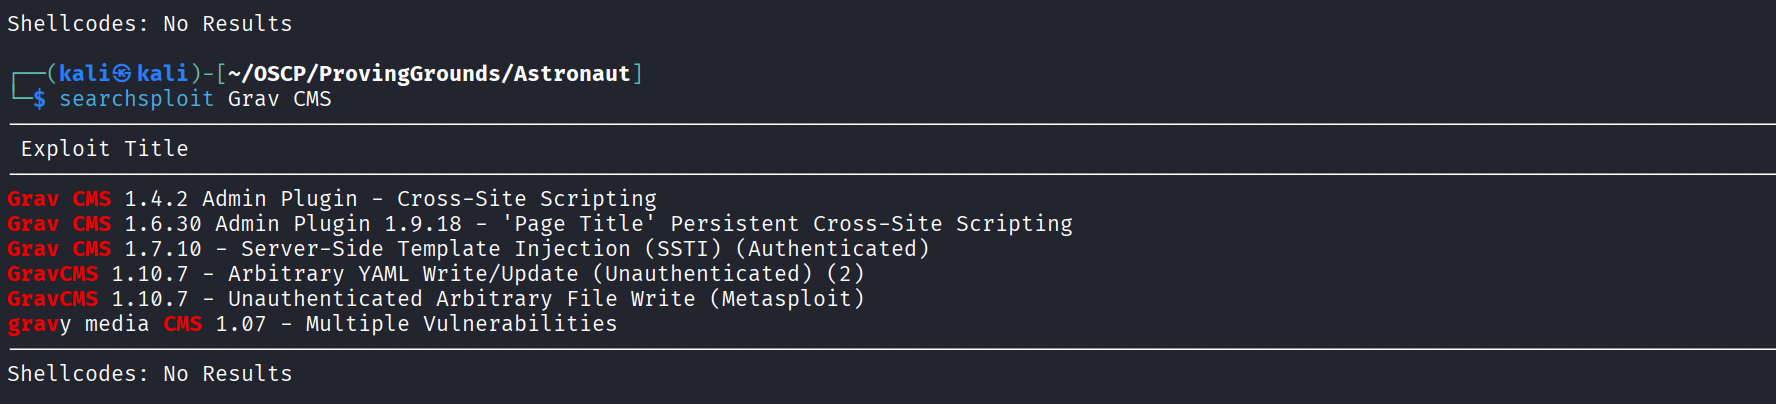 Shellcodes: No Results
┌──(kali㉿kali)-[~/OSCP/ProvingGrounds/Astronaut]
└─$ searchsploit Grav CMS
Exploit Title
Grav CMS 1.4.2 Admin Plugin - Cross-Site Scripting
Grav CMS 1.6.30 Admin Plugin 1.9.18 - 'Page Title' Persistent Cross-Site Scripting
Grav CMS 1.7.10 - Server-Side Template Injection (SSTI) (Authenticated)
GravCMS 1.10.7 - Arbitrary YAML Write/Update (Unauthenticated) (2)
GravCMS 1.10.7 - Unauthenticated Arbitrary File Write (Metasploit)
gravy media CMS 1.07 - Multiple Vulnerabilities
Shellcodes: No Results